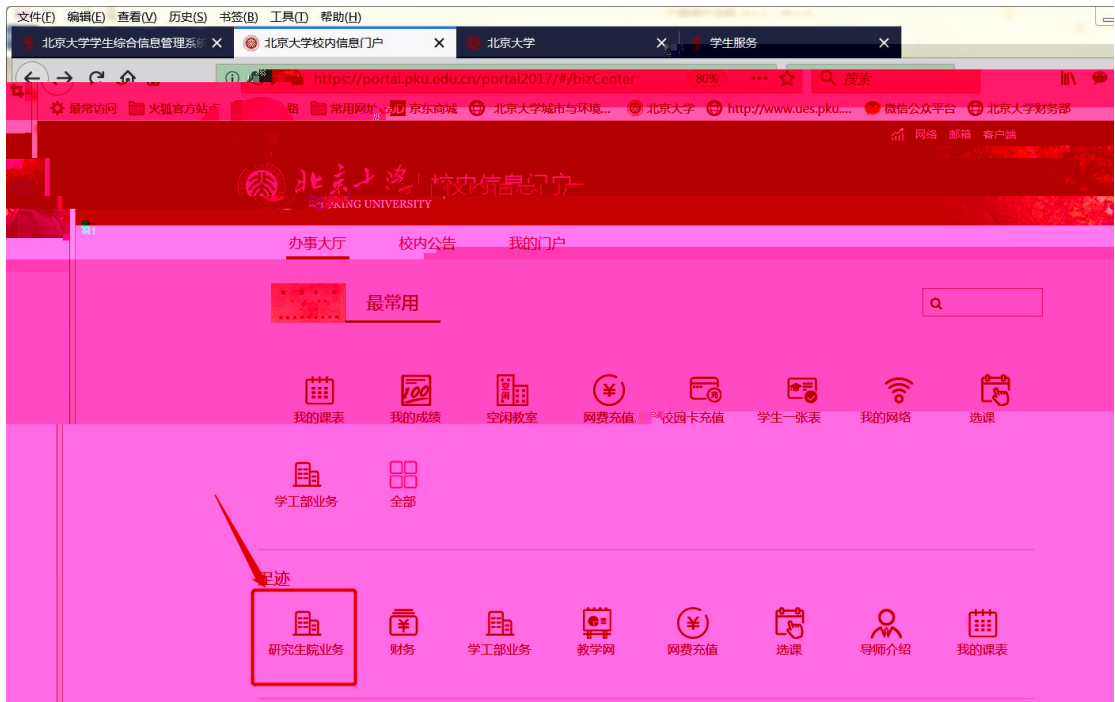 文件(F) 编辑(E) 查看(V) 历史(S) 书签(B) 工具(T) 帮助(H)
北京大学学生综合信息管理系统 北京大学校内信息门户 北京大学 学生服务
https://portal.pku.edu.cn/portal2017/#/bizCenter 80% 搜索
最常访问 火狐官方站点 常用网址 JD 京东商城 北京大学城市与环境... 北京大学 http://www.ues.pku.... 微信公众平台 北京大学财务部
网络 邮箱 客户端
北京大学 校内信息门户
PEKING UNIVERSITY
办事大厅 校内公告 我的门户
最常用
我的课表 我的成绩 空闲教室 网费充值 校园卡充值 学生一张表 我的网络 选课
学工部业务 全部
足迹
研究生院业务 财务 学工部业务 教学网 网费充值 选课 导师介绍 我的课表